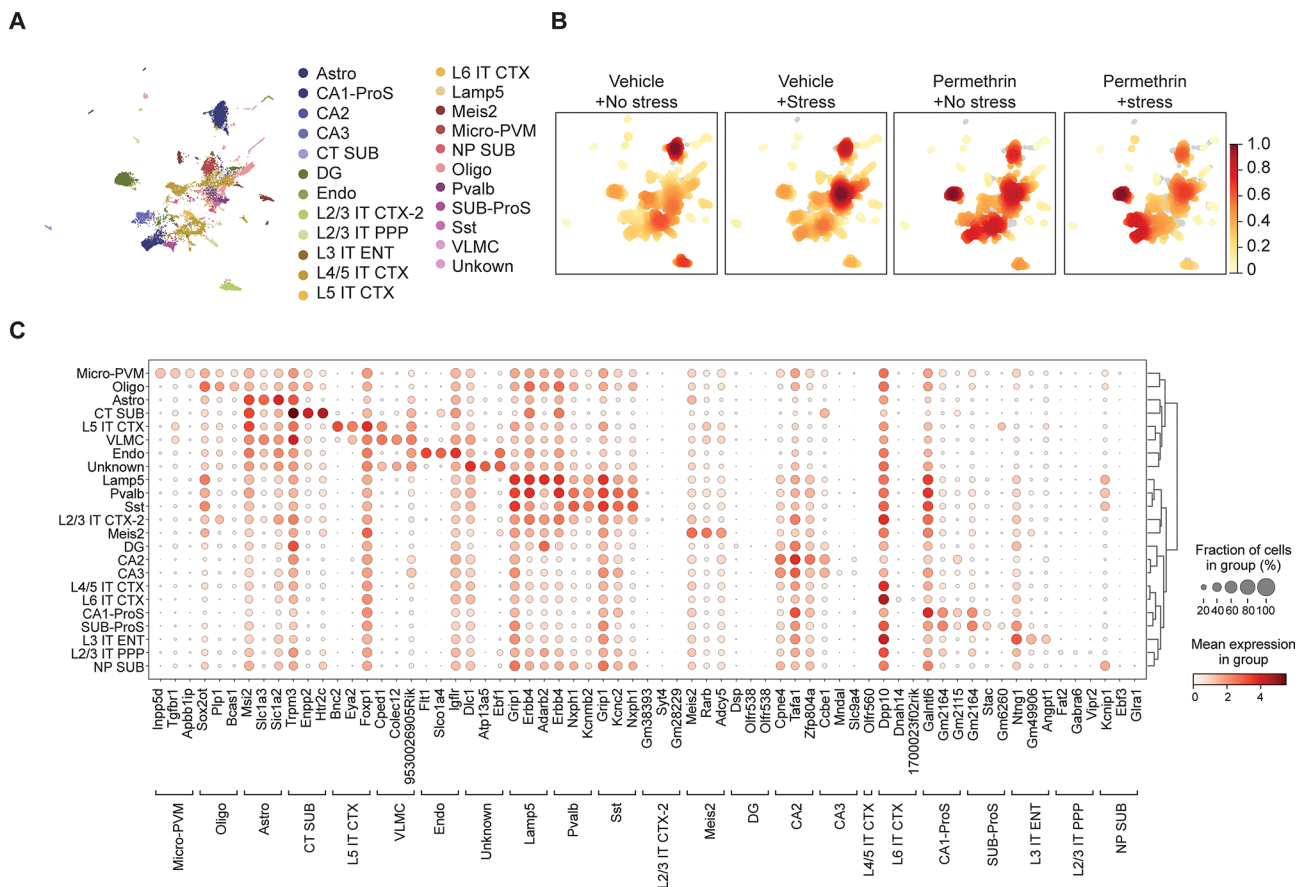 A
Astro
CA1-ProS
CA2
CA3
CT SUB
DG
Endo
L2/3 IT CTX-2
L2/3 IT PPP
L3 IT ENT
L4/5 IT CTX
L5 IT CTX
L6 IT CTX
Lamp5
Meis2
Micro-PVM
NP SUB
Oligo
Pvalb
SUB-ProS
Sst
VLMC
Unkown
B
Vehicle
+No stress
Vehicle
+Stress
Permethrin
+No stress
Permethrin
+stress
1.0
0.8
0.6
0.4
0.2
0
C
Micro-PVM
Oligo
Astro
CT SUB
L5 IT CTX
VLMC
Endo
Unknown
Lamp5
Pvalb
Sst
L2/3 IT CTX-2
Meis2
DG
CA2
CA3
L4/5 IT CTX
L6 IT CTX
CA1-ProS
SUB-ProS
L3 IT ENT
L2/3 IT PPP
NP SUB
Inpp5d
Tgfbr1
Apbb1ip
Sox2ot
Plp1
Bcas1
Msi2
Slc1a3
Slc1a2
Trpm3
Enpp2
Htr2c
Bnc2
Eya2
Foxp1
Cped1
Colec12
9530026905Rik
Flt1
Slco1a4
Igflr
Dlc1
Atp13a5
Ebf1
Grip1
Erbb4
Adarb2
Erbb4
Nxph1
Kcnmb2
Grip1
Kcnc2
Nxph1
Gm38393
Syt4
Gm28229
Meis2
Rarb
Adcy5
Dsp
Olfr538
Olfr538
Cpne4
Tafa1
Zfp804a
Ccbe1
Mndal
Slc9a4
Olfr560
Dpp10
Dnah14
1700023f02rik
Galntl6
Gm2164
Gm2115
Gm2164
Stac
Gm6260
Ntng1
Gm49906
Angpt1
Fat2
Gabra6
Vipr2
Kcnip1
Ebf3
Glra1
Micro-PVM
Oligo
Astro
CT SUB
L5 IT CTX
VLMC
Endo
Unknown
Lamp5
Pvalb
Sst
L2/3 IT CTX-2
Meis2
DG
CA2
CA3
L4/5 IT CTX
L6 IT CTX
CA1-ProS
SUB-ProS
L3 IT ENT
L2/3 IT PPP
NP SUB
Fraction of cells
in group (%)
20 40 60 80 100
Mean expression
in group
0 2 4